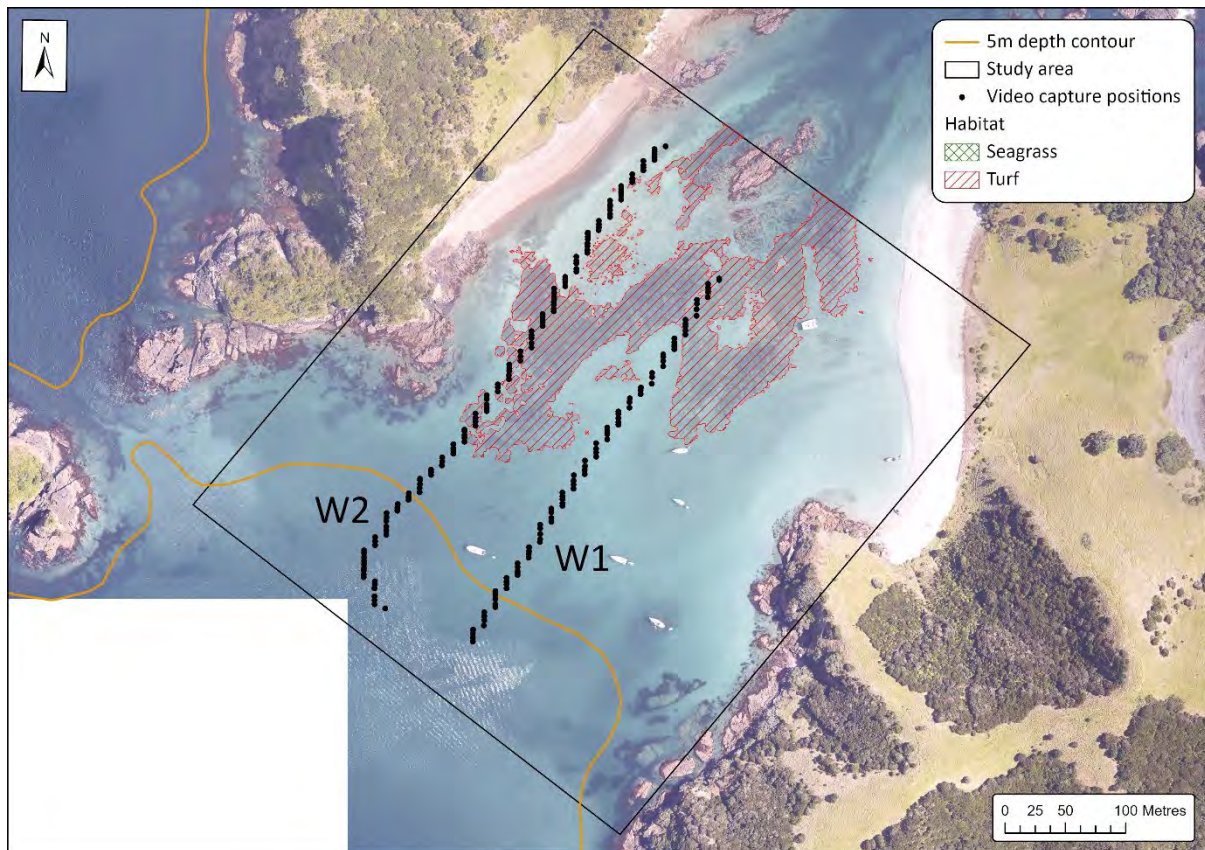 N
5m depth contour
Study area
Video capture positions
Habitat
Seagrass
Turf
W2
W1
0 25 50 100 Metres